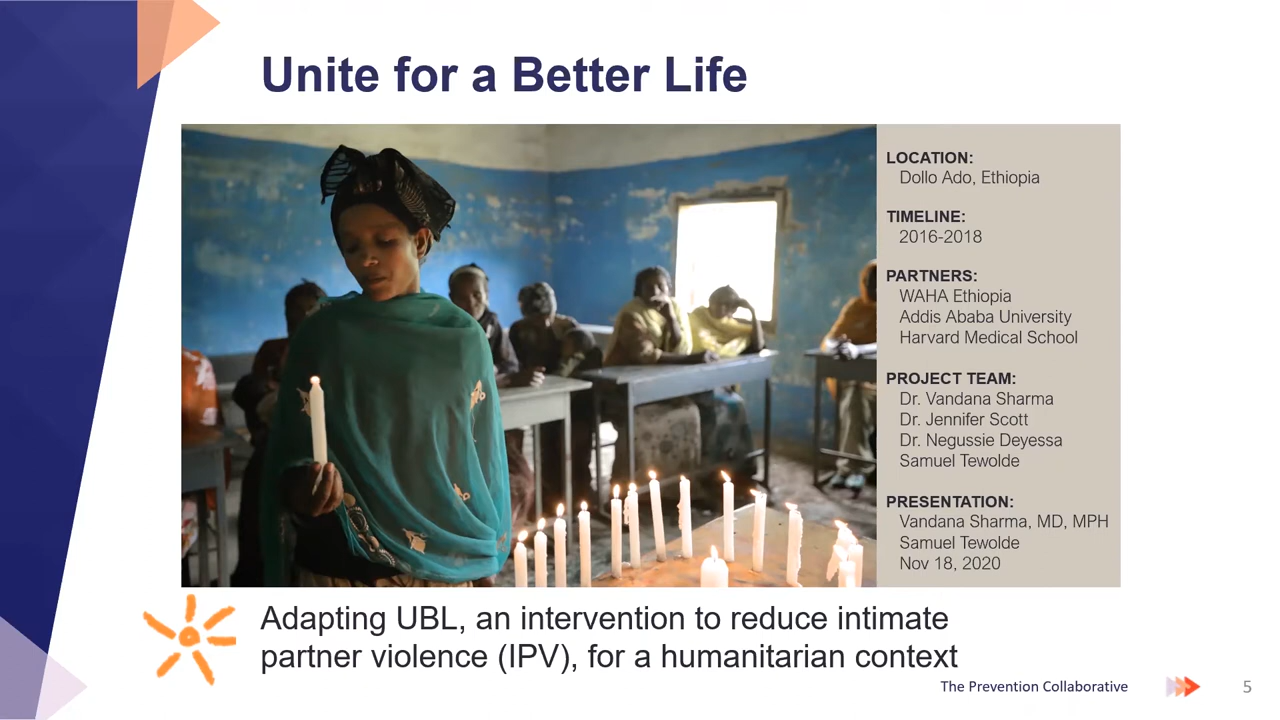 Unite for a Better Life
LOCATION:
Dollo Ado, Ethiopia
TIMELINE:
2016-2018
PARTNERS:
WAHA Ethiopia
Addis Ababa University
Harvard Medical School
PROJECT TEAM:
Dr. Vandana Sharma
Dr. Jennifer Scott
Dr. Negussie Deyessa
Samuel Tewolde
PRESENTATION:
Vandana Sharma, MD, MPH
Samuel Tewolde
Nov 18, 2020
Adapting UBL, an intervention to reduce intimate
partner violence (IPV), for a humanitarian context
The Prevention Collaborative
5